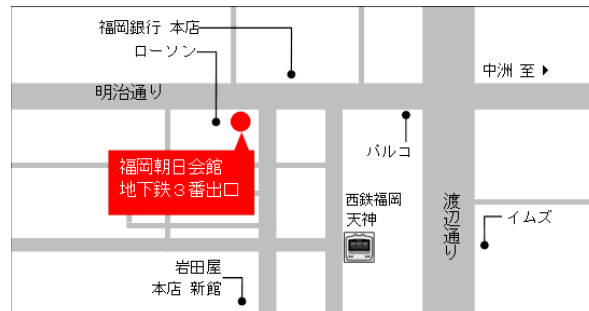 福岡銀行 本店
ローソン
中洲 至
明治通り
パルコ
福岡朝日会館
地下鉄３番出口
西鉄福岡
天神
渡辺通り
イムズ
岩田屋
本店 新館